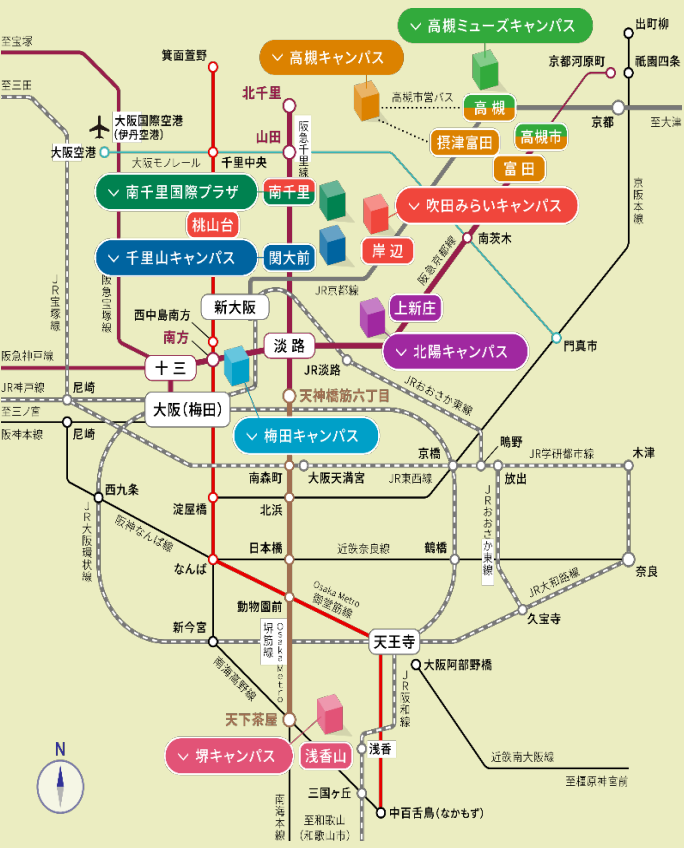 高槻ミューズキャンパス
出町柳
至宝塚
箕面萱野
高槻キャンパス
京都河原町
祇園四条
至三田
北千里
高槻市営バス
高槻
大阪国際空港
(伊丹空港)
京都
至大津
山田
阪急千里線
摂津富田
高槻市
大阪空港
大阪モノレール
千里中央
富田
南千里国際プラザ
南千里
吹田みらいキャンパス
京阪本線
桃山台
千里山キャンパス
関大前
岸辺
南茨木
阪急京都線
JR宝塚線
阪急宝塚線
JR京都線
新大阪
上新庄
西中島南方
南方
淡路
北陽キャンパス
門真市
阪急神戸線
十三
JR淡路
JR神戸線
尼崎
JRおおさか東線
至三ノ宮
大阪(梅田)
天神橋筋六丁目
阪神本線
尼崎
梅田キャンパス
鴫野
京橋
JR学研都市線
木津
南森町
大阪天満宮
JR東西線
放出
西九条
淀屋橋
北浜
JR大阪環状線
阪神なんば線
JRおおさか東線
日本橋
近鉄奈良線
鶴橋
なんば
奈良
Osaka Metro
御堂筋線
JR大和路線
動物園前
久宝寺
新今宮
Osaka Metro
堺筋線
天王寺
大阪阿部野橋
南海高野線
JR阪和線
天下茶屋
堺キャンパス
浅香山
浅香
近鉄南大阪線
N
至橿原神宮前
三国ヶ丘
南海本線
中百舌鳥(なかもず)
至和歌山
(和歌山市)